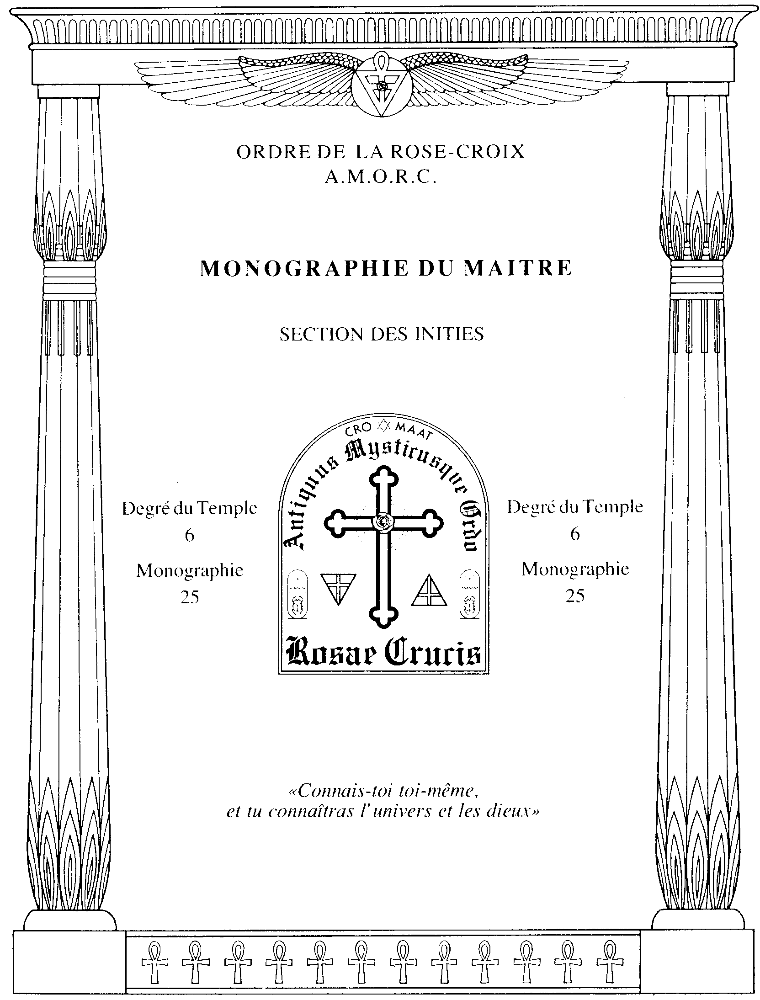 ORDRE DE LA ROSE-CROIX
A.M.O.R.C.
MONOGRAPHIE DU MAITRE
SECTION DES INITIES
CRO MAAT
Antiquus Mysticusque Ordo
Degré du Temple
6
Monographie
25
Rosae Crucis
Degré du Temple
6
Monographie
25
«Connais-toi toi-même,
et tu connaîtras l'univers et les dieux»